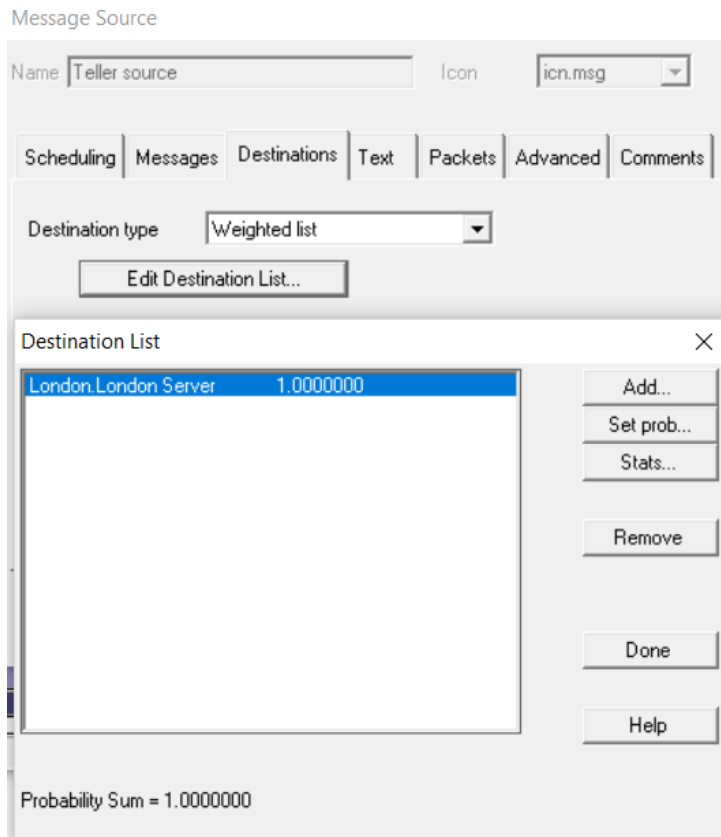 Message Source
Name Teller source Icon icn.msg
Scheduling Messages Destinations Text Packets Advanced Comments
Destination type Weighted list
Edit Destination List...
Destination List
London.London Server 1.0000000
Add...
Set prob...
Stats...
Remove
Done
Help
Probability Sum = 1.0000000